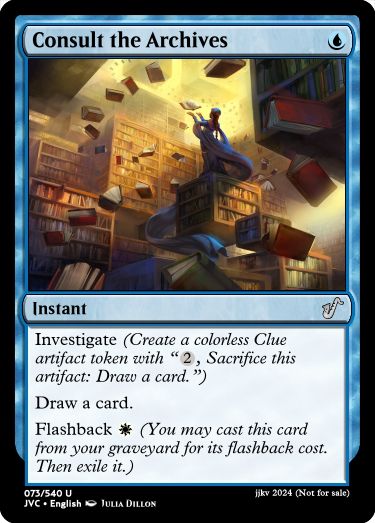 Consult the Archives
Instant
Investigate (Create a colorless Clue
artifact token with “2, Sacrifice this
artifact: Draw a card.”)
Draw a card.
Flashback (You may cast this card
from your graveyard for its flashback cost.
Then exile it.)
073/540 U
jjkv 2024 (Not for sale)
JVC • English JULIA DILLON